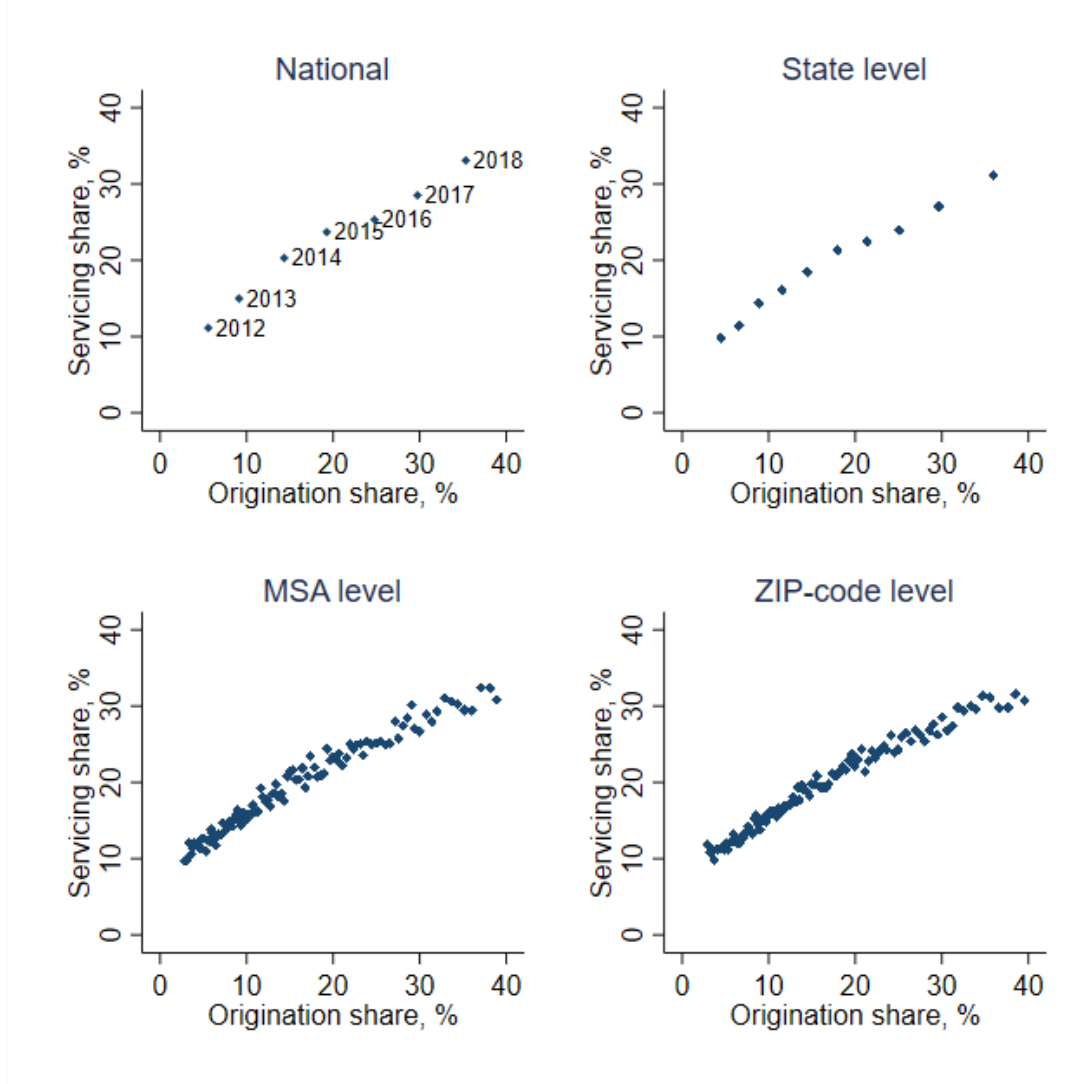 National
Servicing share, %
40
30
20
10
0
2018
2017
2016
2015
2014
2013
2012
0 10 20 30 40
Origination share, %
State level
Servicing share, %
40
30
20
10
0
0 10 20 30 40
Origination share, %
MSA level
Servicing share, %
40
30
20
10
0
0 10 20 30 40
Origination share, %
ZIP-code level
Servicing share, %
40
30
20
10
0
0 10 20 30 40
Origination share, %